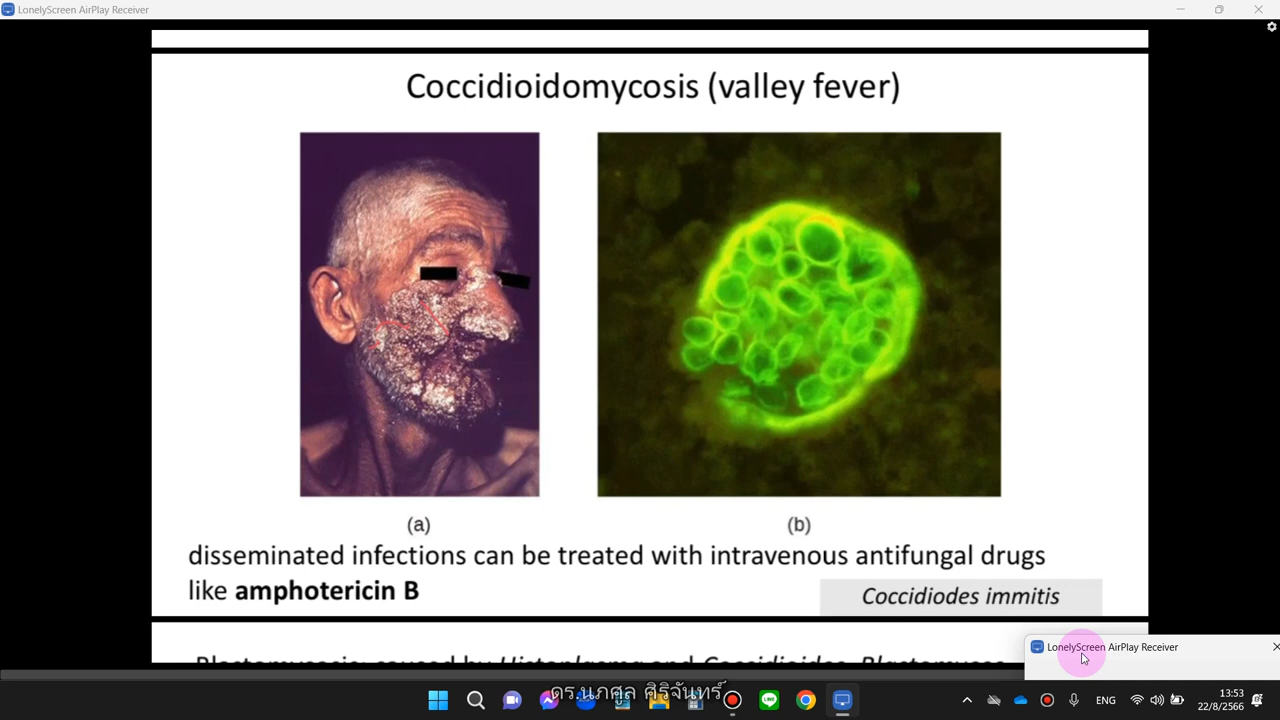 LonelyScreen AirPlay Receiver
Coccidioidomycosis (valley fever)
(a)
(b)
disseminated infections can be treated with intravenous antifungal drugs
like amphotericin B
Coccidiodes immitis
LonelyScreen AirPlay Receiver
Blastomycosis: caused by Histoplasma and Coccidioides, Blastomyces
ดร.นภศูล ศิริจันทร์
ENG
13:53
22/8/2566